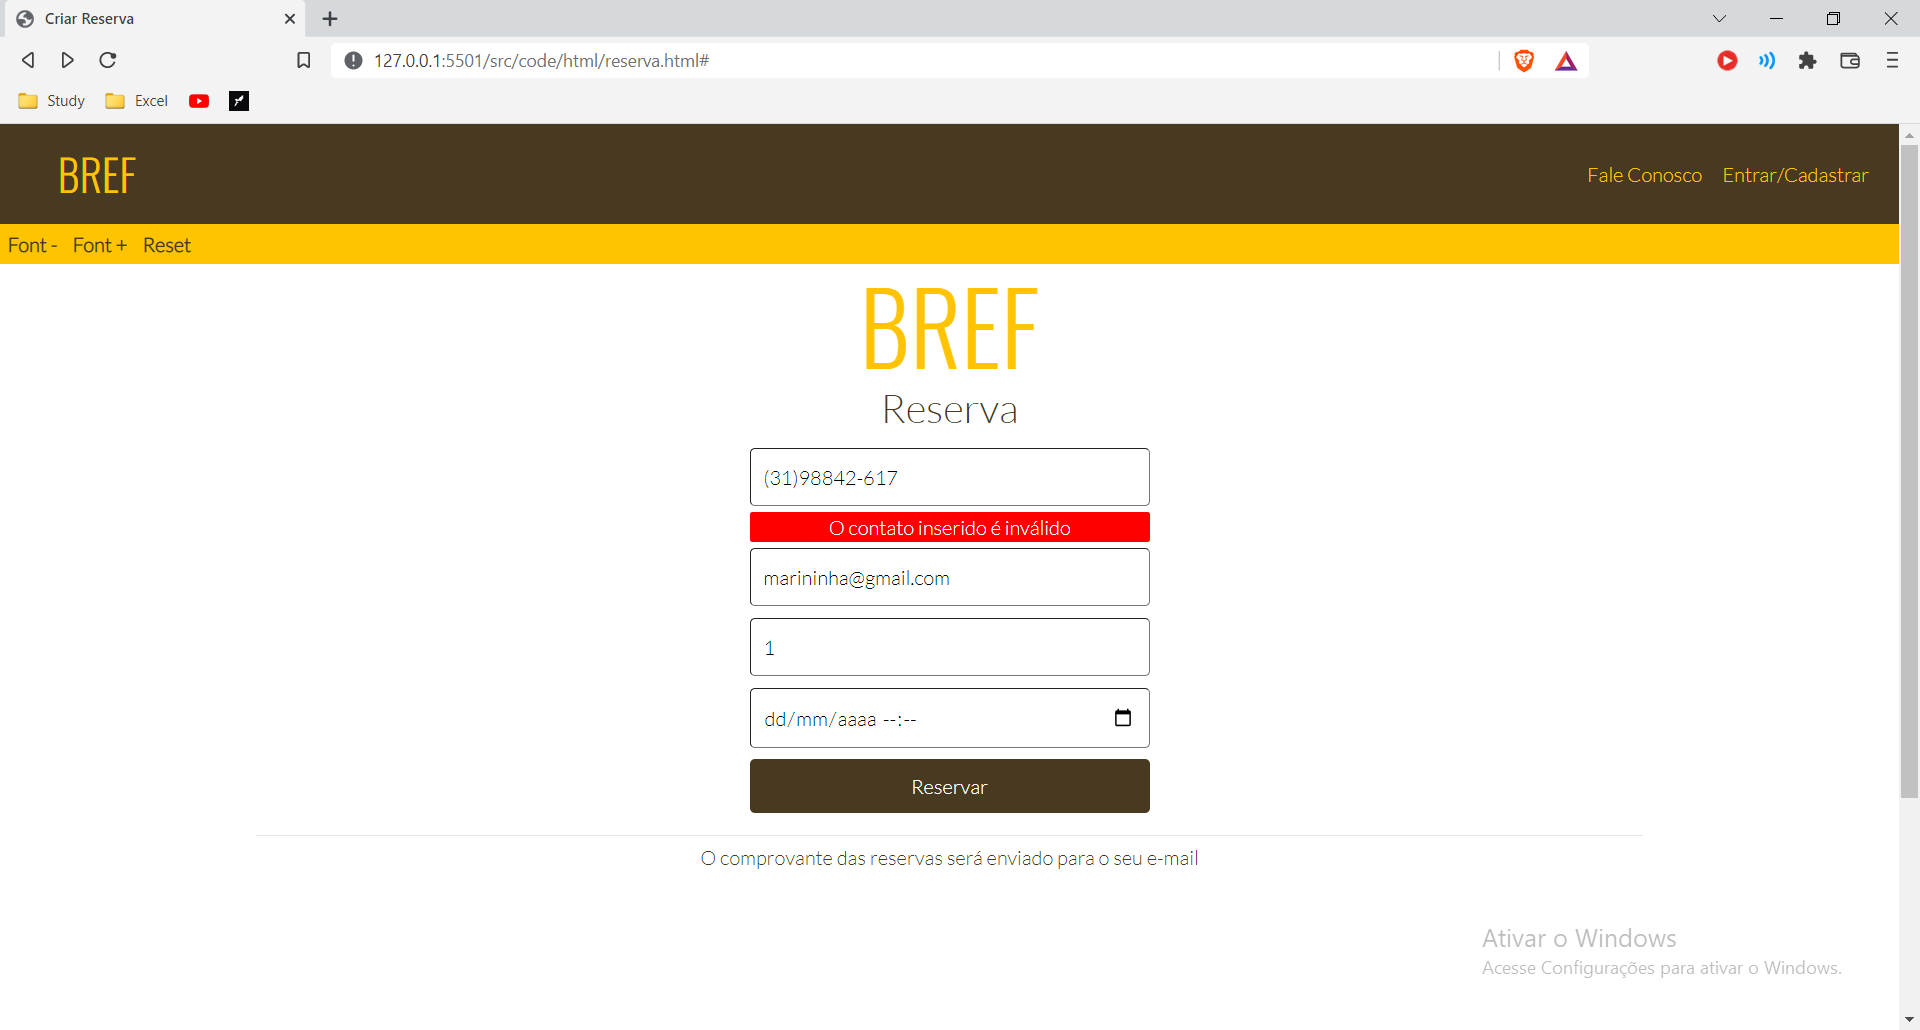 Criar Reserva
127.0.0.1:5501/src/code/html/reserva.html#
Study Excel
BREF Fale Conosco Entrar/Cadastrar
Font - Font + Reset
BREF
Reserva
(31)98842-617
O contato inserido é inválido
marininha@gmail.com
1
dd/mm/aaaa --:--
Reservar
O comprovante das reservas será enviado para o seu e-mail
Ativar o Windows
Acesse Configurações para ativar o Windows.